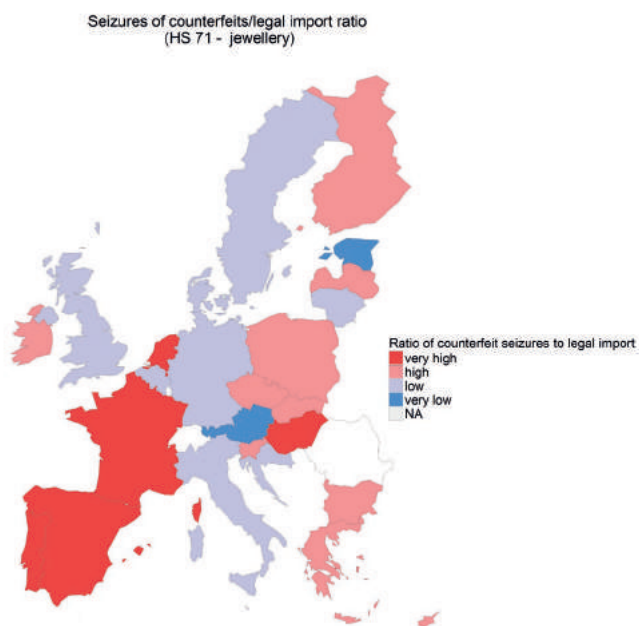 Seizures of counterfeits/legal import ratio
(HS 71 - jewellery)
Ratio of counterfeit seizures to legal import
very high
high
low
very low
NA